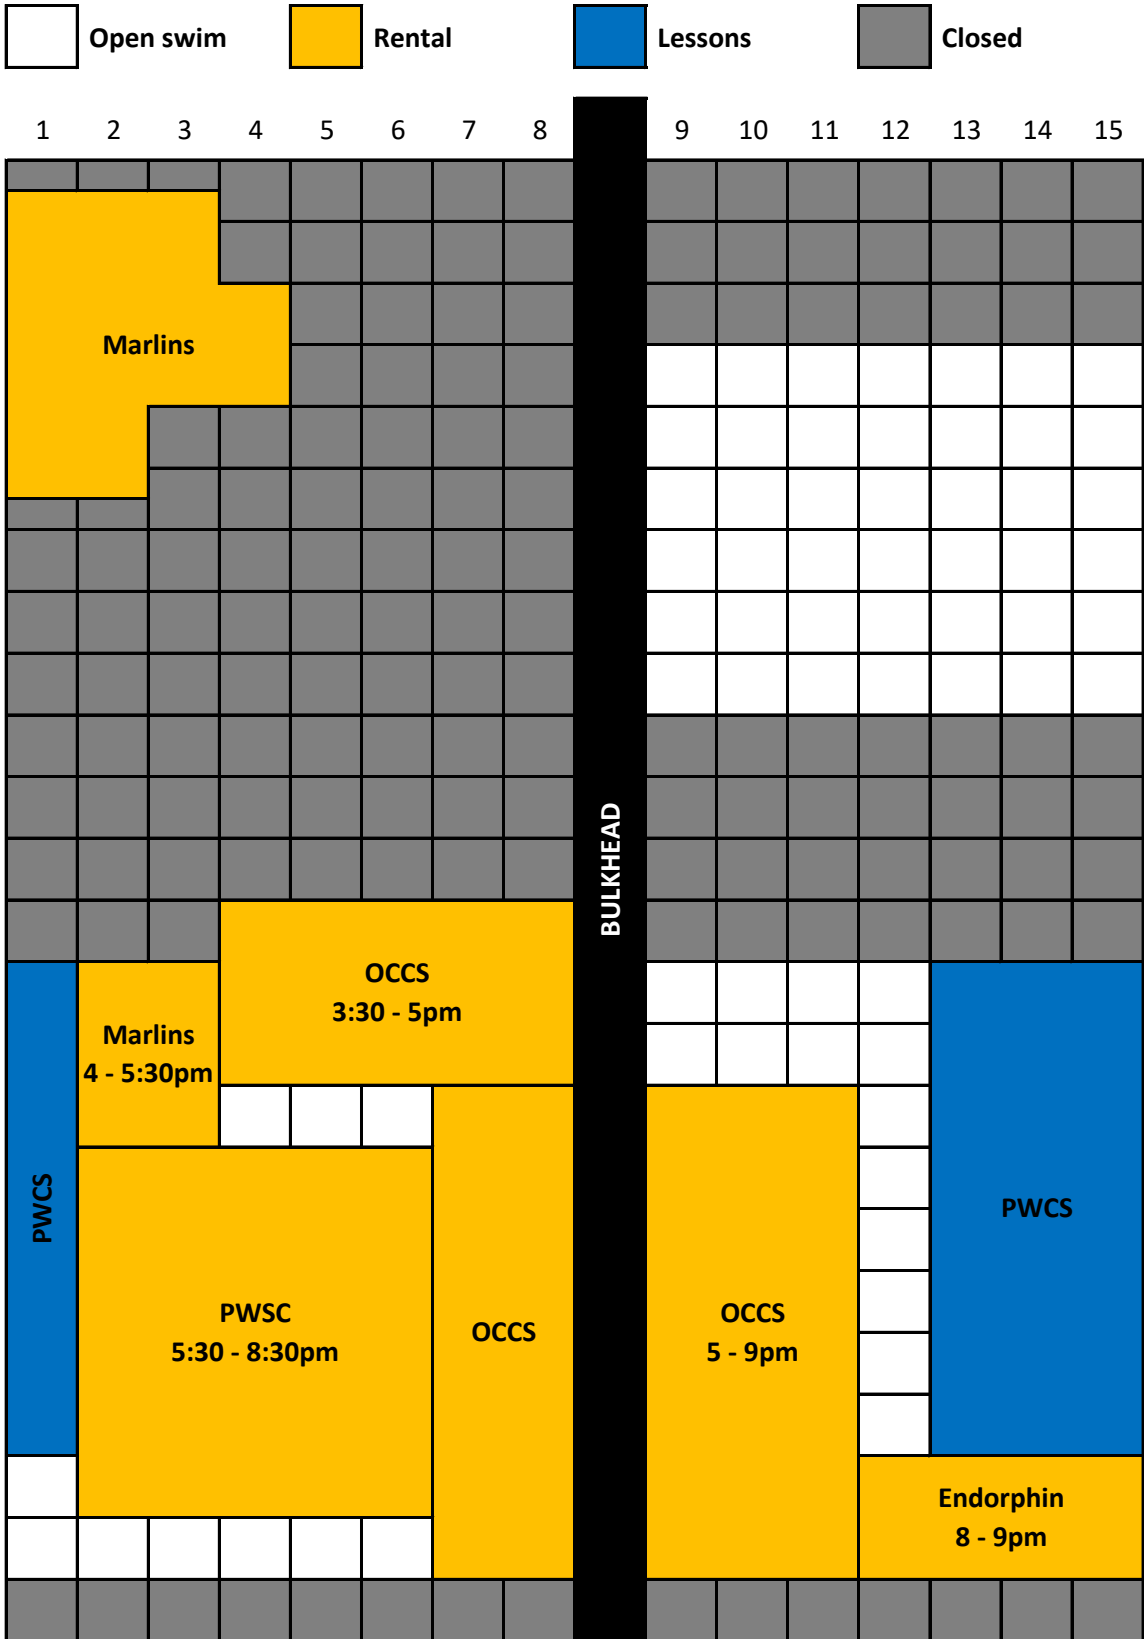 Open swim Rental Lessons Closed
1 2 3 4 5 6 7 8 9 10 11 12 13 14 15
Marlins
BULKHEAD
OCCS
3:30 - 5pm
Marlins
4 - 5:30pm
PWCS
PWCS
PWSC
5:30 - 8:30pm
OCCS
OCCS
5 - 9pm
Endorphin
8 - 9pm